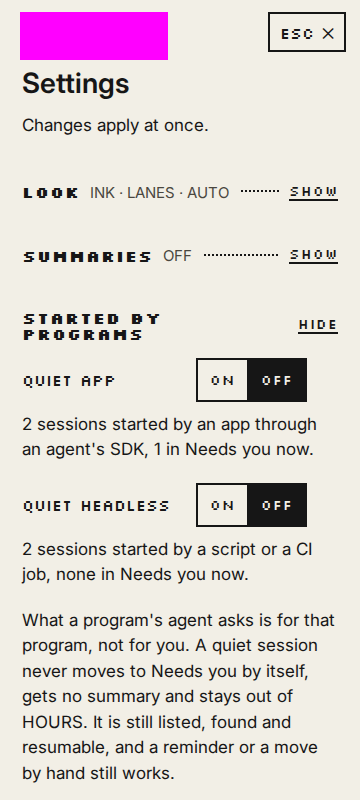 ESC ×
Settings
Changes apply at once.
LOOK INK · LANES · AUTO SHOW
SUMMARIES OFF SHOW
STARTED BY
PROGRAMS HIDE
QUIET APP ON OFF
2 sessions started by an app through
an agent's SDK, 1 in Needs you now.
QUIET HEADLESS ON OFF
2 sessions started by a script or a CI
job, none in Needs you now.
What a program's agent asks is for that
program, not for you. A quiet session
never moves to Needs you by itself,
gets no summary and stays out of
HOURS. It is still listed, found and
resumable, and a reminder or a move
by hand still works.